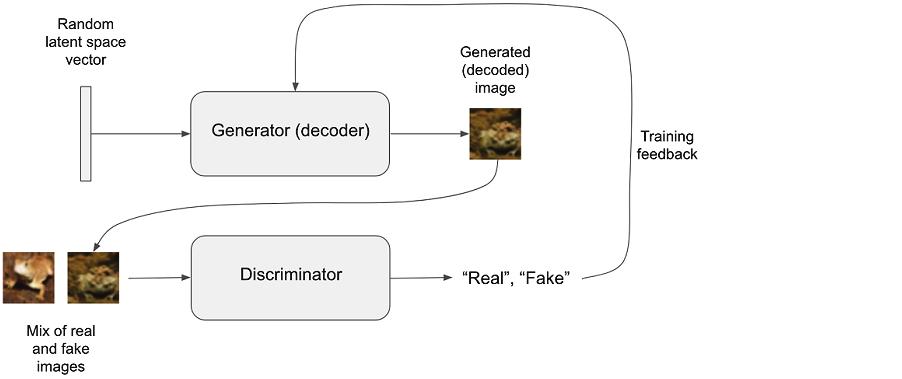 Random
latent space
vector
Generated
(decoded)
image
Generator (decoder)
Training
feedback
Discriminator
“Real”, “Fake”
Mix of real
and fake
images